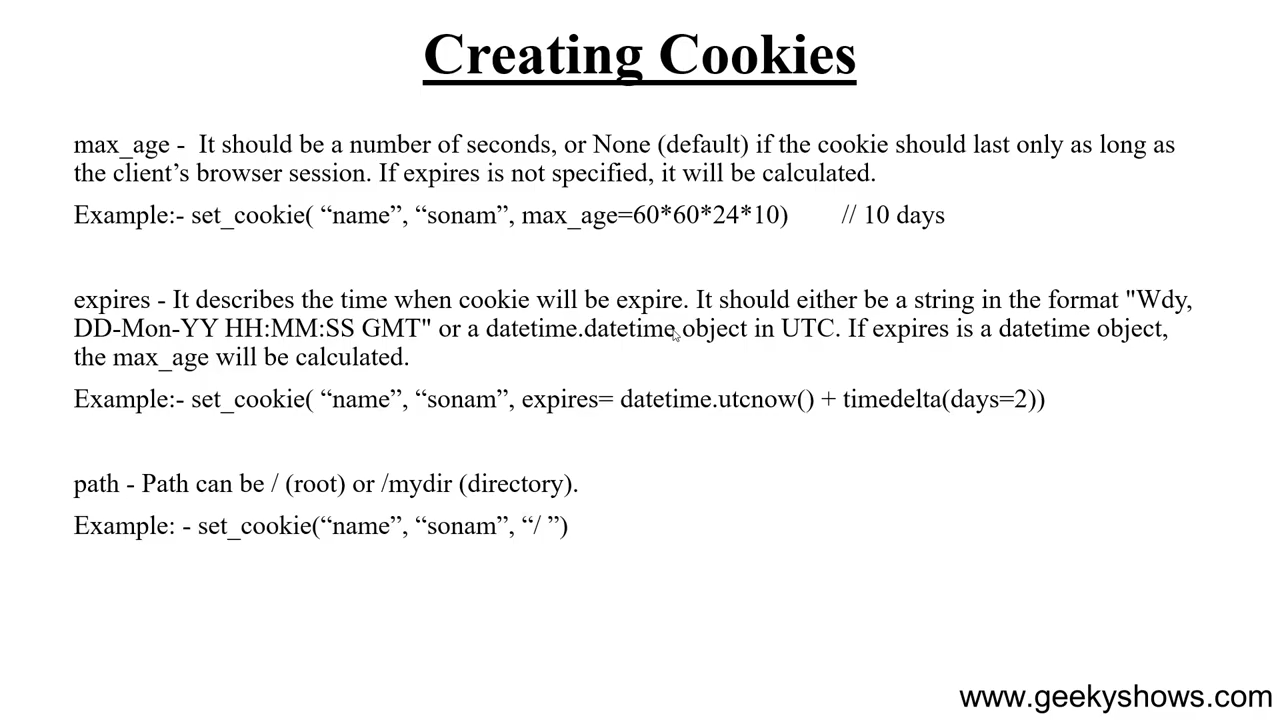 Creating Cookies
max_age -  It should be a number of seconds, or None (default) if the cookie should last only as long as
the client’s browser session. If expires is not specified, it will be calculated.
Example:- set_cookie( “name”, “sonam”, max_age=60*60*24*10)        // 10 days
expires - It describes the time when cookie will be expire. It should either be a string in the format "Wdy,
DD-Mon-YY HH:MM:SS GMT" or a datetime.datetime object in UTC. If expires is a datetime object,
the max_age will be calculated.
Example:- set_cookie( “name”, “sonam”, expires= datetime.utcnow() + timedelta(days=2))
path - Path can be / (root) or /mydir (directory).
Example: - set_cookie(“name”, “sonam”, “/ ”)
www.geekyshows.com